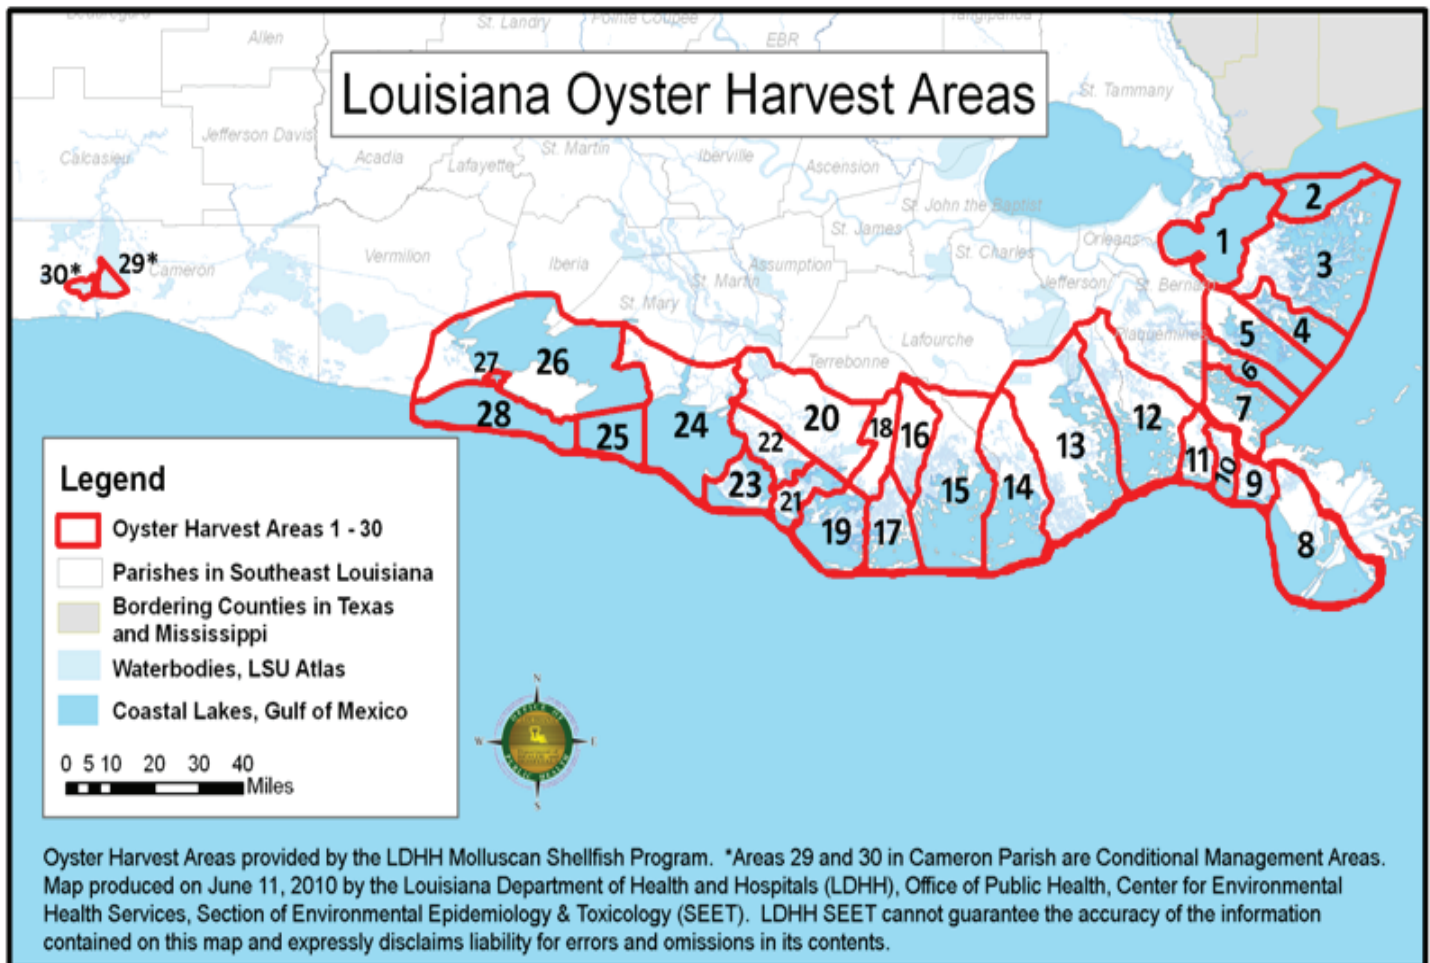 Beauregard
St. Landry
Pointe Coupee
Tangipahoa
Allen
EBR
Louisiana Oyster Harvest Areas
St. Tammany
Jefferson Davis
Calcasieu
Acadia
Lafayette
St. Martin
Iberville
Ascension
St. John the Baptist
St. James
Orleans
St. Charles
Vermilion
Iberia
Assumption
St. Martin
Jefferson
St. Bernard
30*
29*
Cameron
St. Mary
Lafourche
Plaquemines
Terrebonne
1
2
3
4
5
6
7
27
26
28
25
24
20
22
23
21
19
18
16
17
15
14
13
12
11
10
9
8
Legend
Oyster Harvest Areas 1 - 30
Parishes in Southeast Louisiana
Bordering Counties in Texas
and Mississippi
Waterbodies, LSU Atlas
Coastal Lakes, Gulf of Mexico
0 5 10 20 30 40
Miles
N
W E
S
OFFICE OF
PUBLIC HEALTH
Oyster Harvest Areas provided by the LDHH Molluscan Shellfish Program. *Areas 29 and 30 in Cameron Parish are Conditional Management Areas.
Map produced on June 11, 2010 by the Louisiana Department of Health and Hospitals (LDHH), Office of Public Health, Center for Environmental
Health Services, Section of Environmental Epidemiology & Toxicology (SEET). LDHH SEET cannot guarantee the accuracy of the information
contained on this map and expressly disclaims liability for errors and omissions in its contents.